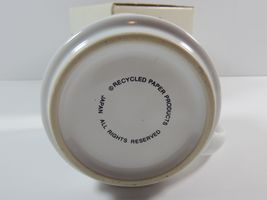 © RECYCLED PAPER PRODUCTS
ALL RIGHTS RESERVED
JAPAN